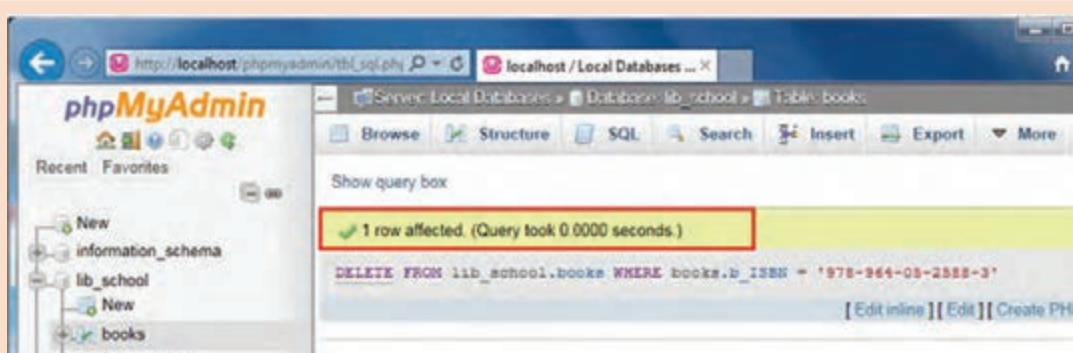 http://localhost/phpmyadmin/tbl_sql.ph
localhost / Local Databases ...
phpMyAdmin
Server: Local Databases » Database: lib_school » Table: books
Browse Structure SQL Search Insert Export More
Recent Favorites
Show query box
New
1 row affected. (Query took 0.0000 seconds.)
information_schema
DELETE FROM lib_school.books WHERE books.b_ISBN = '978-964-05-2588-3'
lib_school
New
[ Edit inline ] [ Edit ] [ Create PH
books